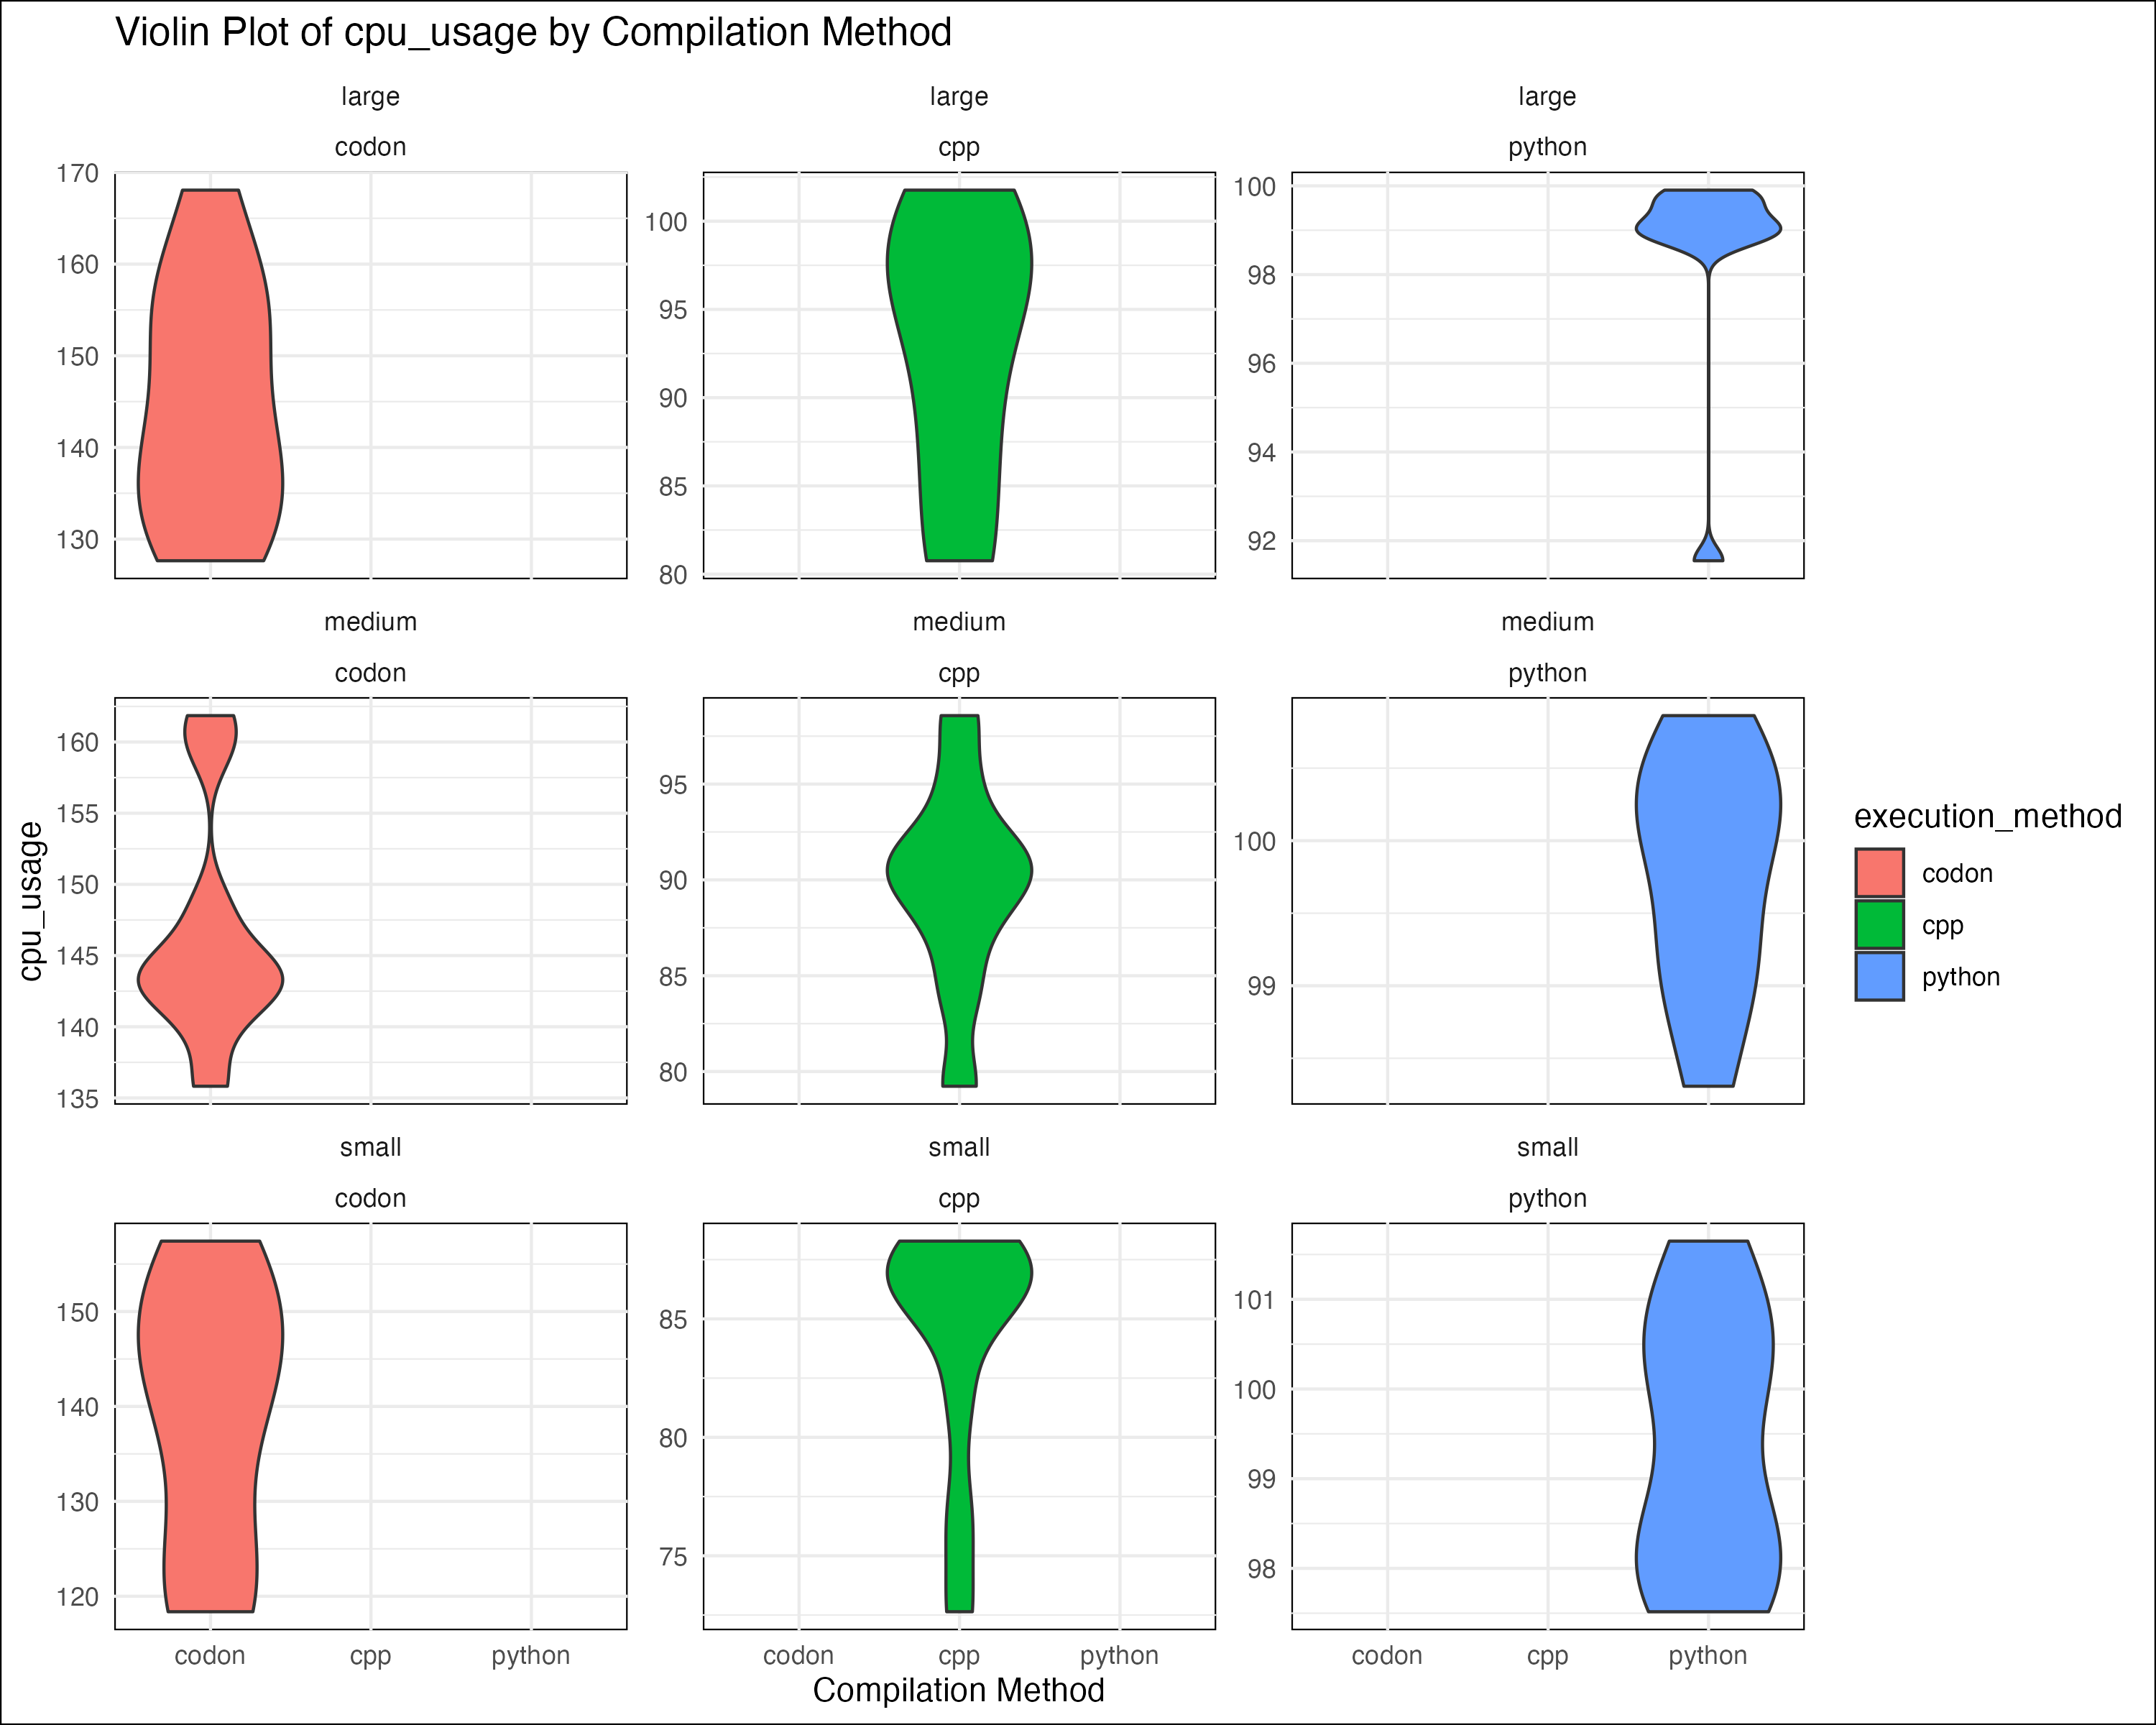 Violin Plot of cpu_usage by Compilation Method
large
large
large
codon
cpp
python
170
160
150
140
130
100
95
90
85
80
100
98
96
94
92
medium
medium
medium
codon
cpp
python
160
155
150
145
140
135
95
90
85
80
100
99
small
small
small
codon
cpp
python
150
140
130
120
85
80
75
101
100
99
98
codon cpp python
codon cpp python
codon cpp python
Compilation Method
cpu_usage
execution_method
codon
cpp
python